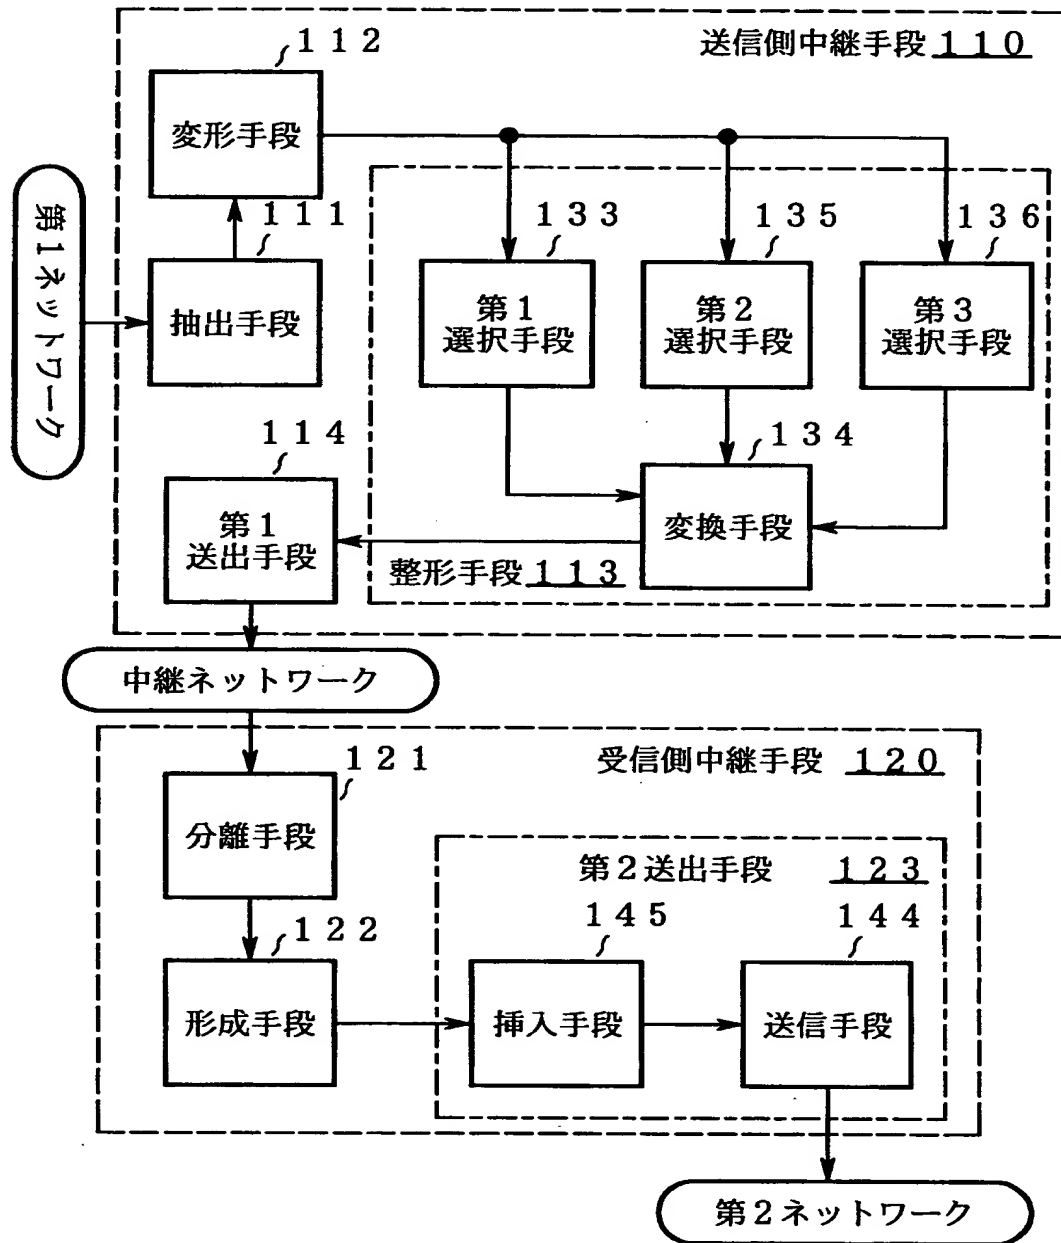 送信側中継手段 １１０
１１２
変形手段
第１ネットワーク
１１１
抽出手段
１３３
第１
選択手段
１３５
第２
選択手段
１３６
第３
選択手段
１１４
第１
送出手段
１３４
変換手段
整形手段 １１３
中継ネットワーク
受信側中継手段 １２０
１２１
分離手段
第２送出手段 １２３
１２２
形成手段
１４５
挿入手段
１４４
送信手段
第２ネットワーク